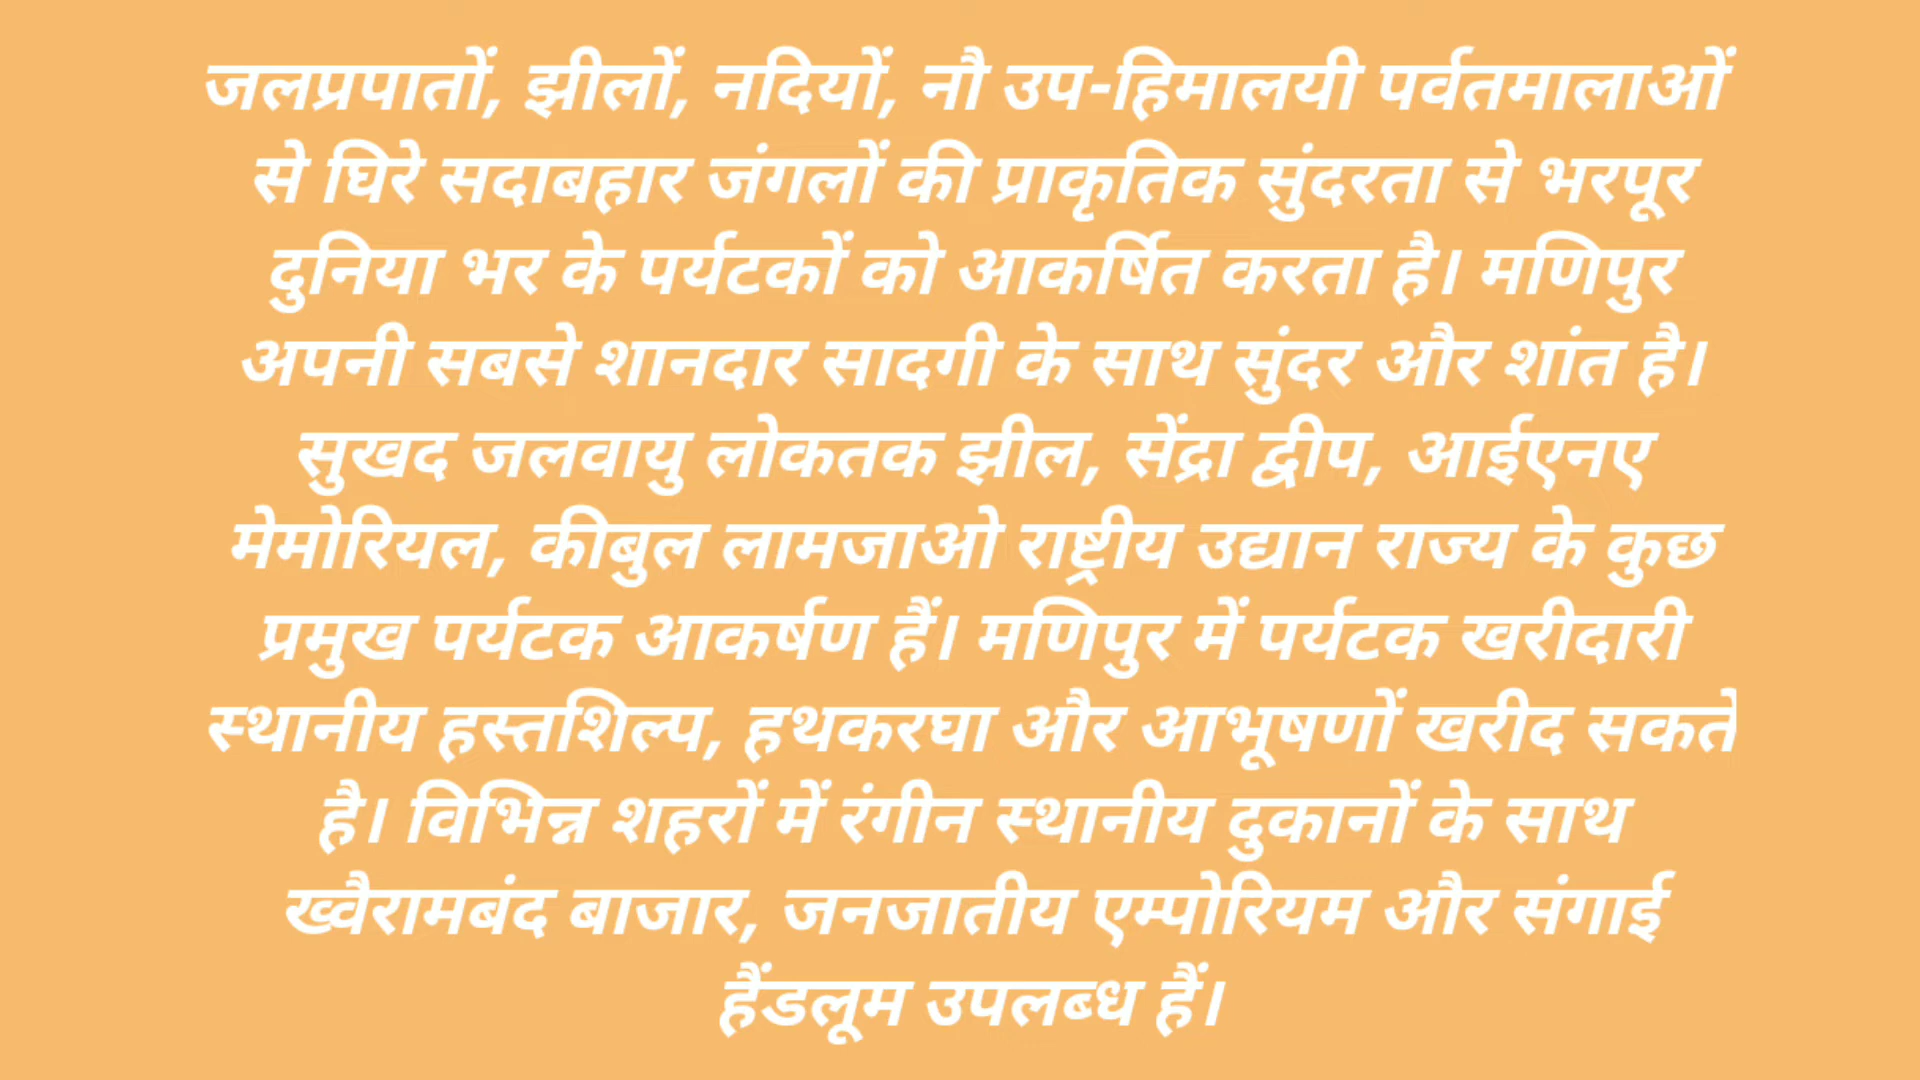 जलप्रपातों, झीलों, नदियों, नौ उप-हिमालयी पर्वतमालाओं
से घिरे सदाबहार जंगलों की प्राकृतिक सुंदरता से भरपूर
दुनिया भर के पर्यटकों को आकर्षित करता है। मणिपुर
अपनी सबसे शानदार सादगी के साथ सुंदर और शांत है।
सुखद जलवायु लोकतक झील, सेंद्रा द्वीप, आईएनए
मेमोरियल, कीबुल लामजाओ राष्ट्रीय उद्यान राज्य के कुछ
प्रमुख पर्यटक आकर्षण हैं। मणिपुर में पर्यटक खरीदारी
स्थानीय हस्तशिल्प, हथकरघा और आभूषणों खरीद सकते
है। विभिन्न शहरों में रंगीन स्थानीय दुकानों के साथ
ख्वैरामबंद बाजार, जनजातीय एम्पोरियम और संगाई
हैंडलूम उपलब्ध हैं।